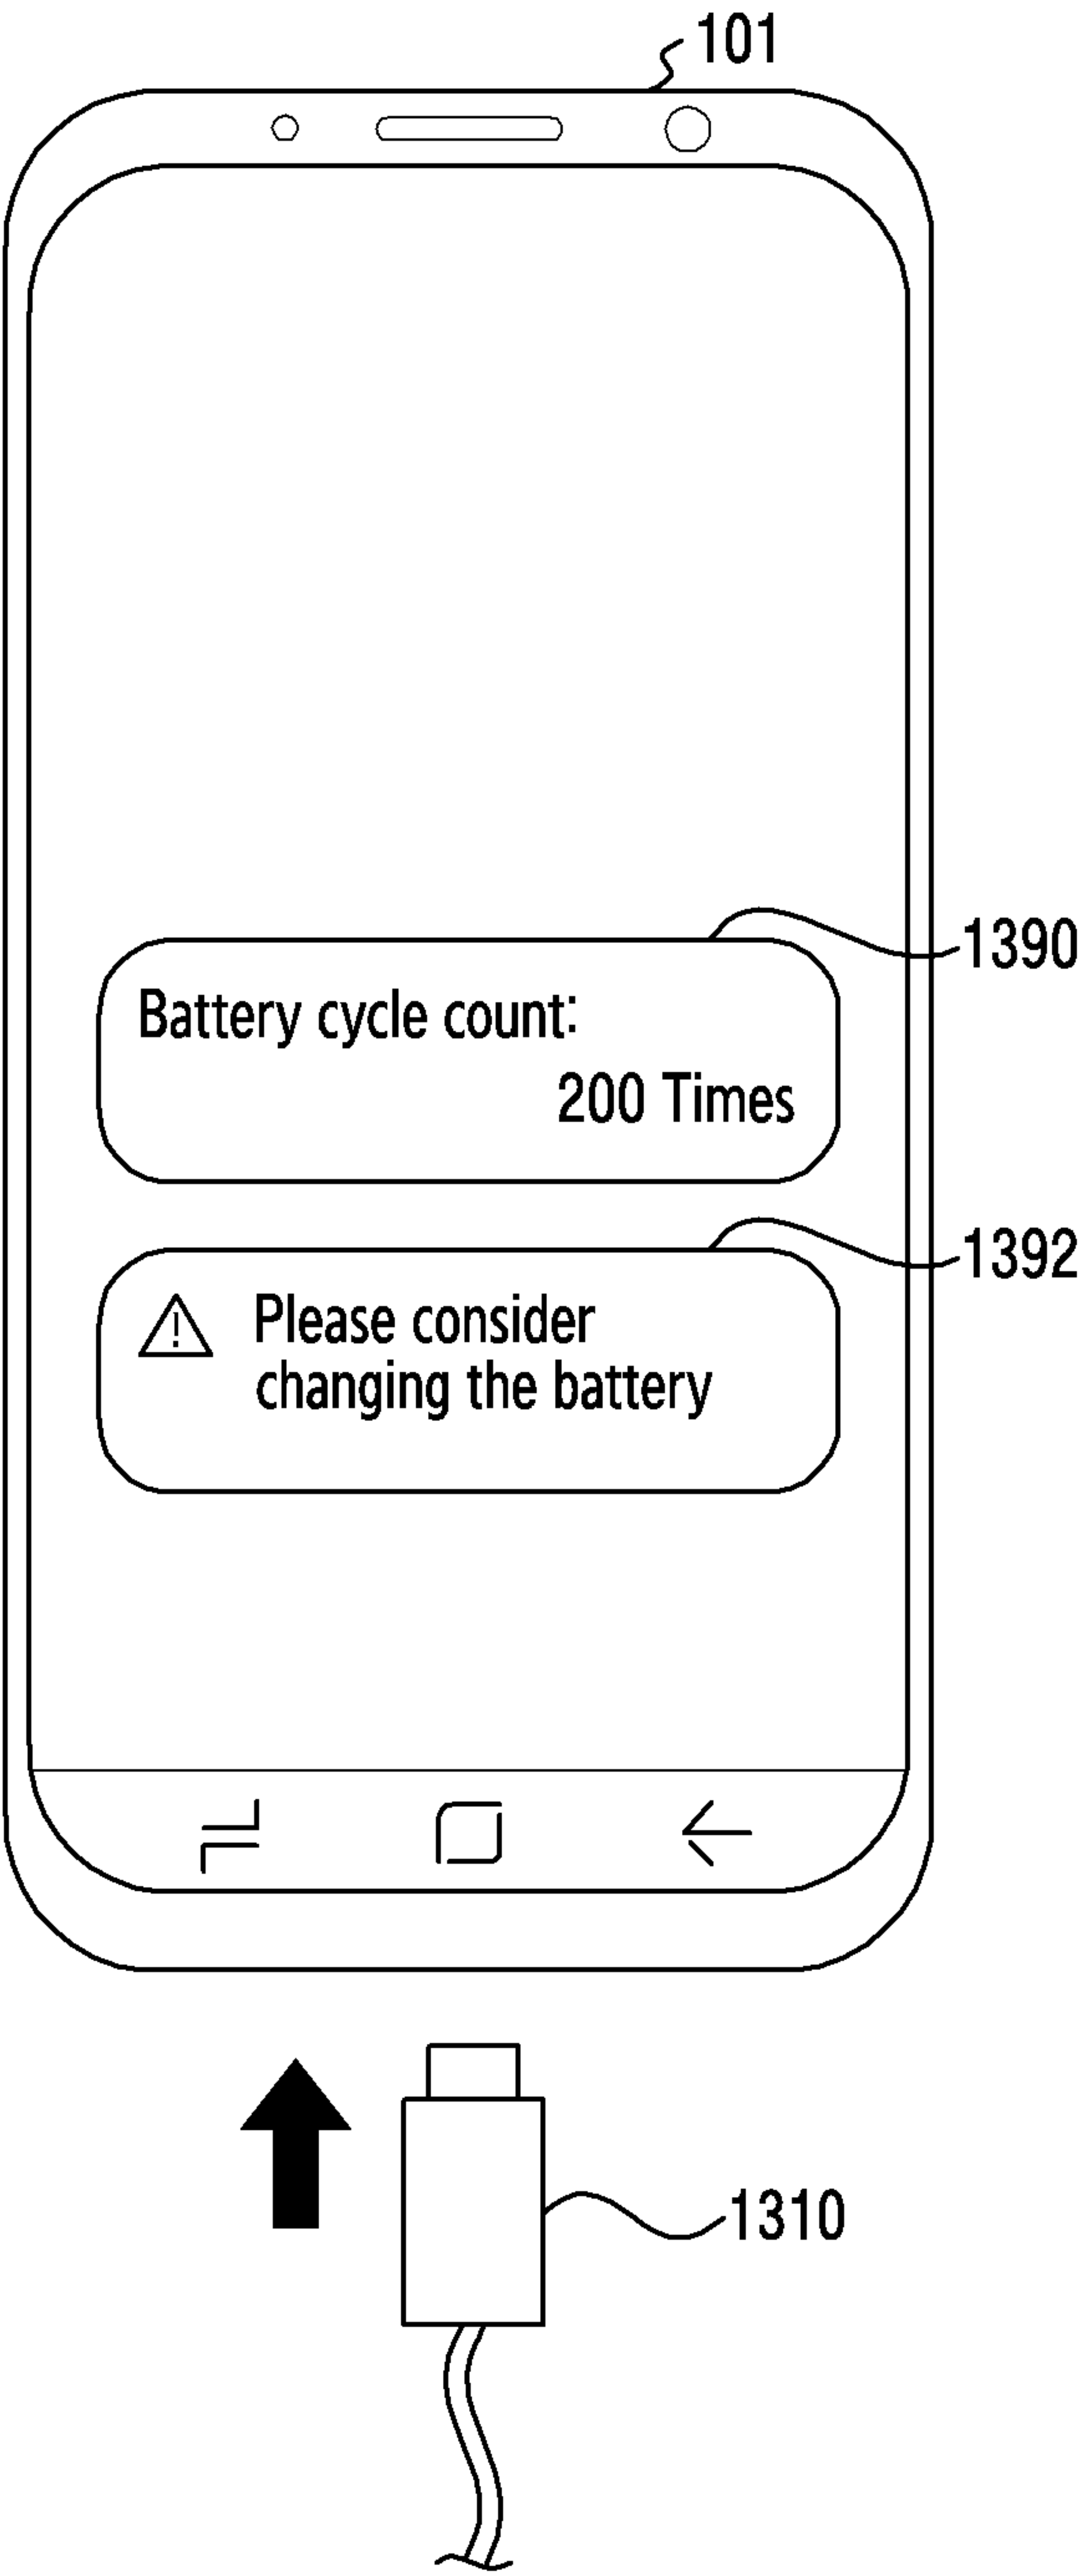 101
1390
Battery cycle count:
200 Times
1392
! Please consider
changing the battery
1310